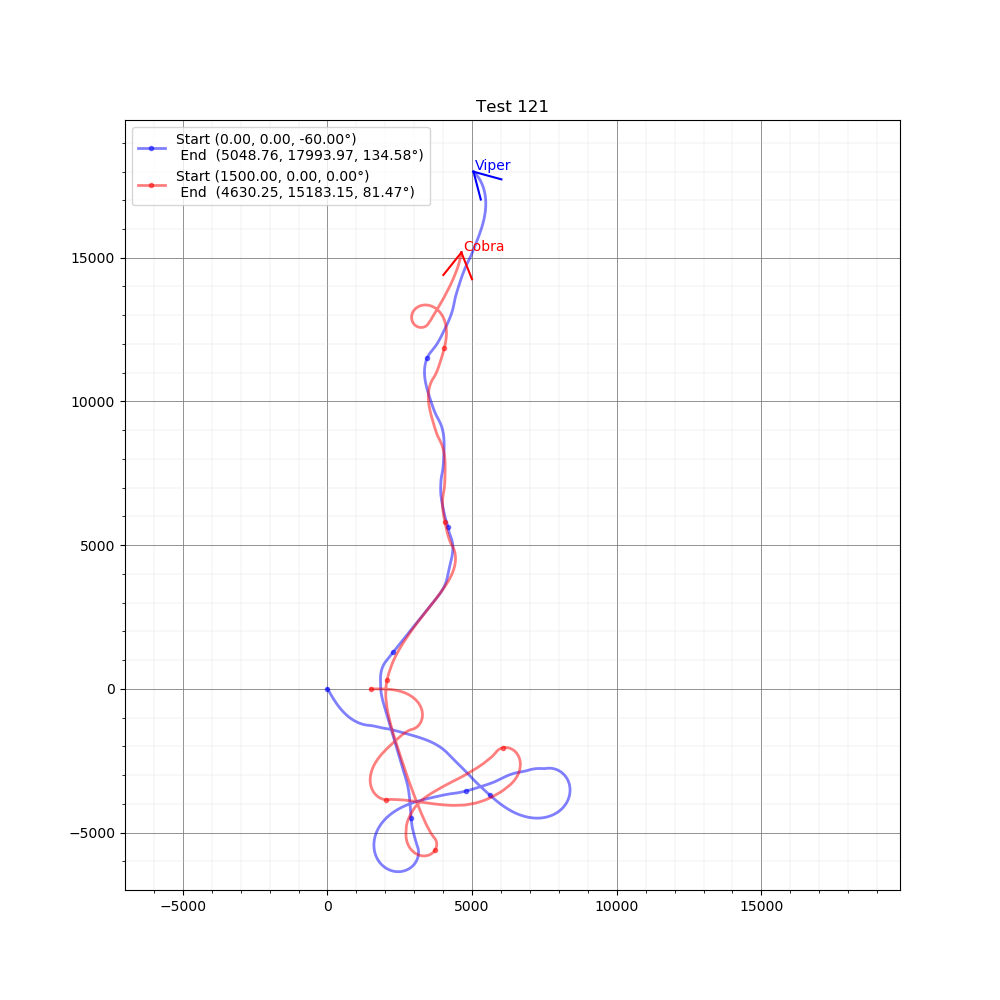 Test 121
Start (0.00, 0.00, -60.00°)
End  (5048.76, 17993.97, 134.58°)
Start (1500.00, 0.00, 0.00°)
End  (4630.25, 15183.15, 81.47°)
Viper
Cobra
15000
10000
5000
0
−5000
−5000
0
5000
10000
15000